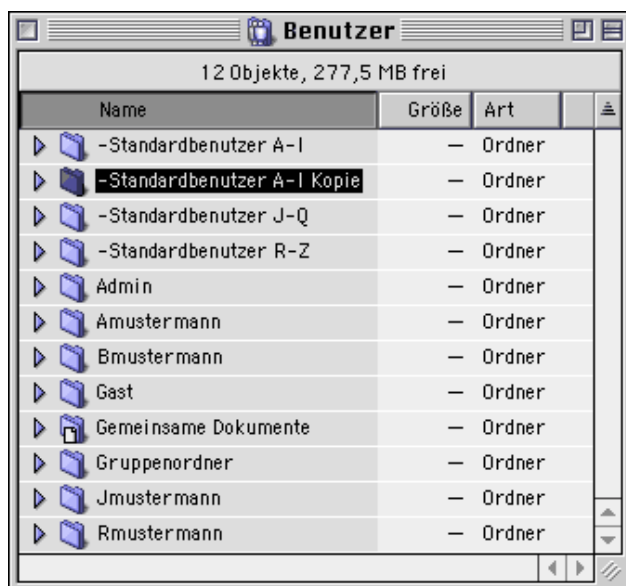 Benutzer
12 Objekte, 277,5 MB frei
Name Größe Art
-Standardbenutzer A-I — Ordner
-Standardbenutzer A-I Kopie — Ordner
-Standardbenutzer J-Q — Ordner
-Standardbenutzer R-Z — Ordner
Admin — Ordner
Amustermann — Ordner
Bmustermann — Ordner
Gast — Ordner
Gemeinsame Dokumente — Ordner
Gruppenordner — Ordner
Jmustermann — Ordner
Rmustermann — Ordner